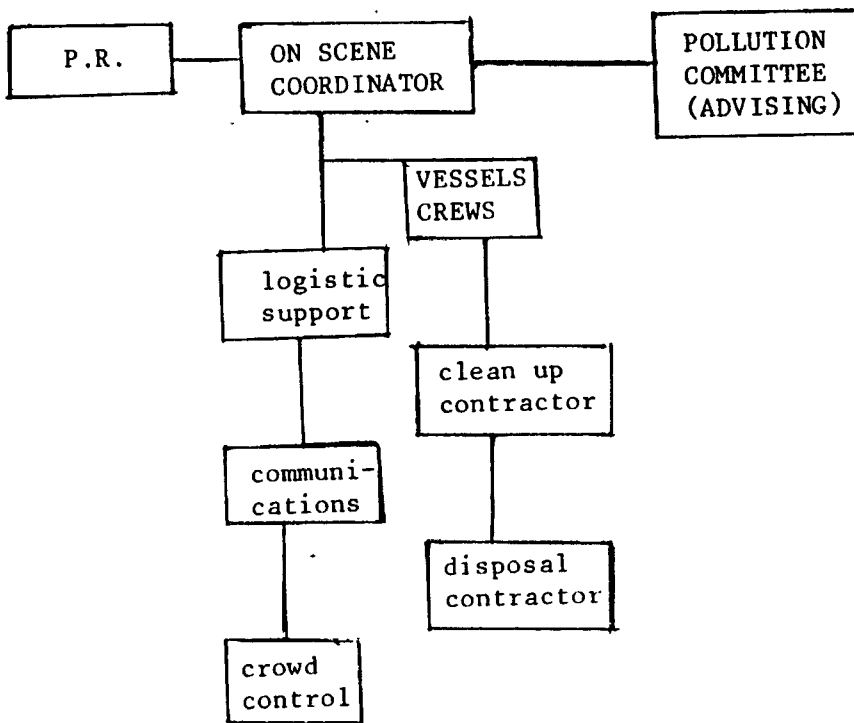 P.R.
ON SCENE
COORDINATOR
POLLUTION
COMMITTEE
(ADVISING)
VESSELS
CREWS
logistic
support
clean up
contractor
communi-
cations
disposal
contractor
crowd
control